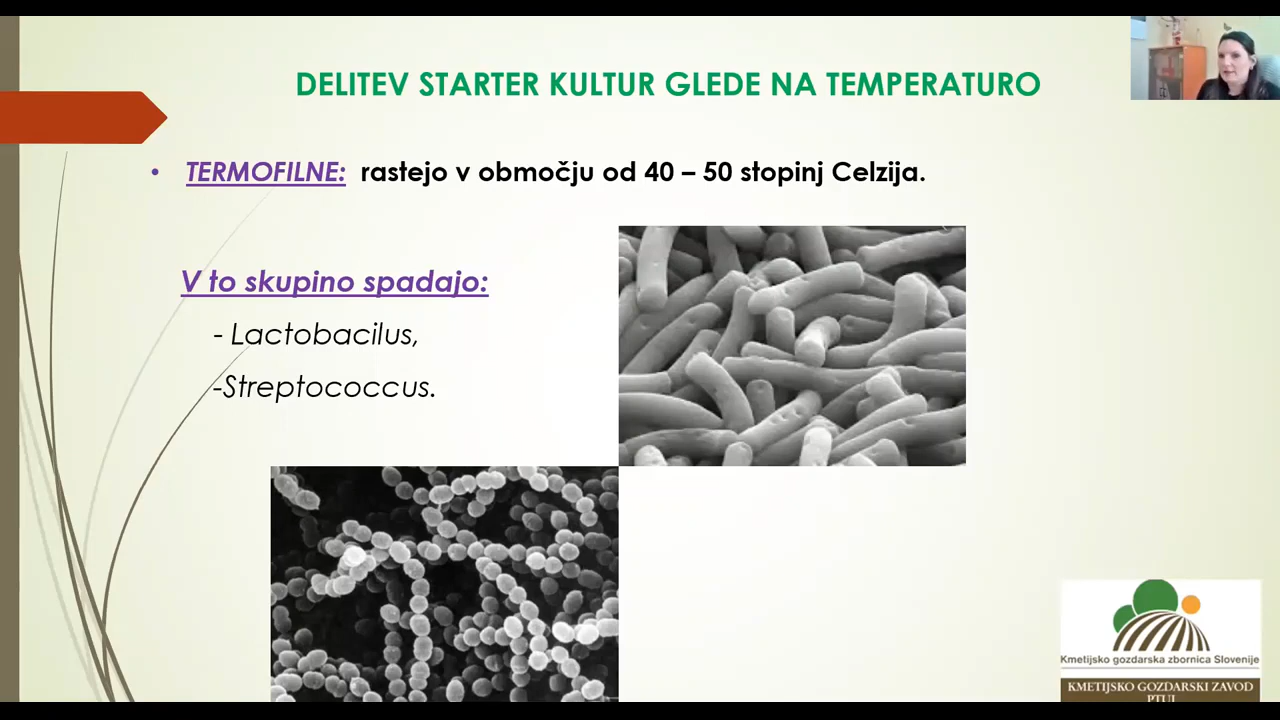 DELITEV STARTER KULTUR GLEDE NA TEMPERATURO
• TERMOFILNE: rastejo v območju od 40 – 50 stopinj Celzija.
V to skupino spadajo:
- Lactobacilus,
-Streptococcus.
Kmetijsko gozdarska zbornica Slovenije
KMETIJSKO GOZDARSKI ZAVOD
PTUJ